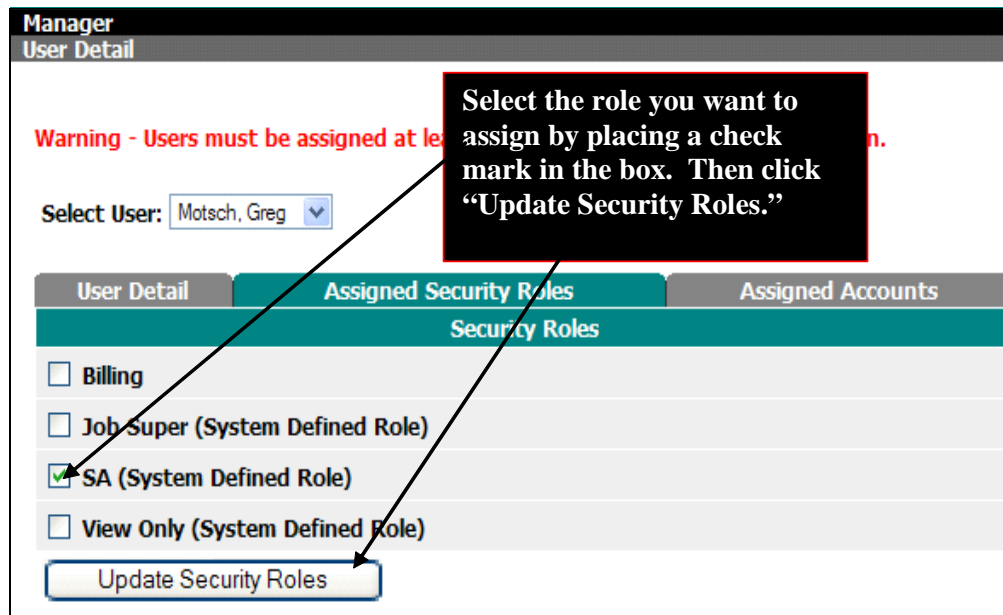 Manager
User Detail
Select the role you want to
assign by placing a check
mark in the box. Then click
“Update Security Roles.”
Warning - Users must be assigned at n.
Select User: Motsch, Greg
User Detail Assigned Security Roles Assigned Accounts
Security Roles
Billing
Job Super (System Defined Role)
SA (System Defined Role)
View Only (System Defined Role)
Update Security Roles